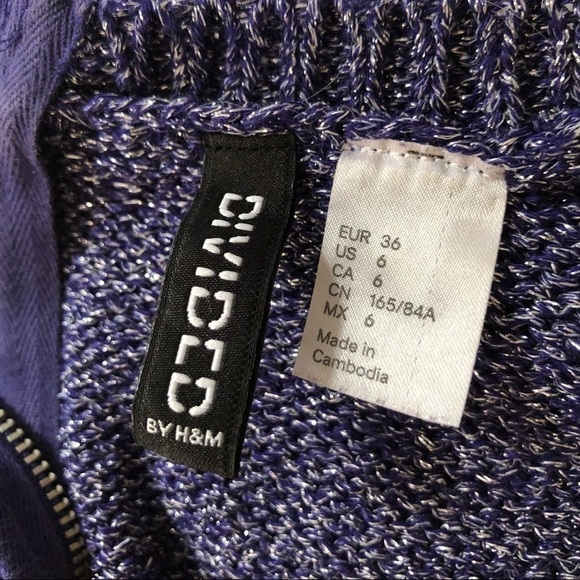 DIVIDED
BY H&M
EUR 36
US 6
CA 6
CN 165/84A
MX 6
Made in
Cambodia